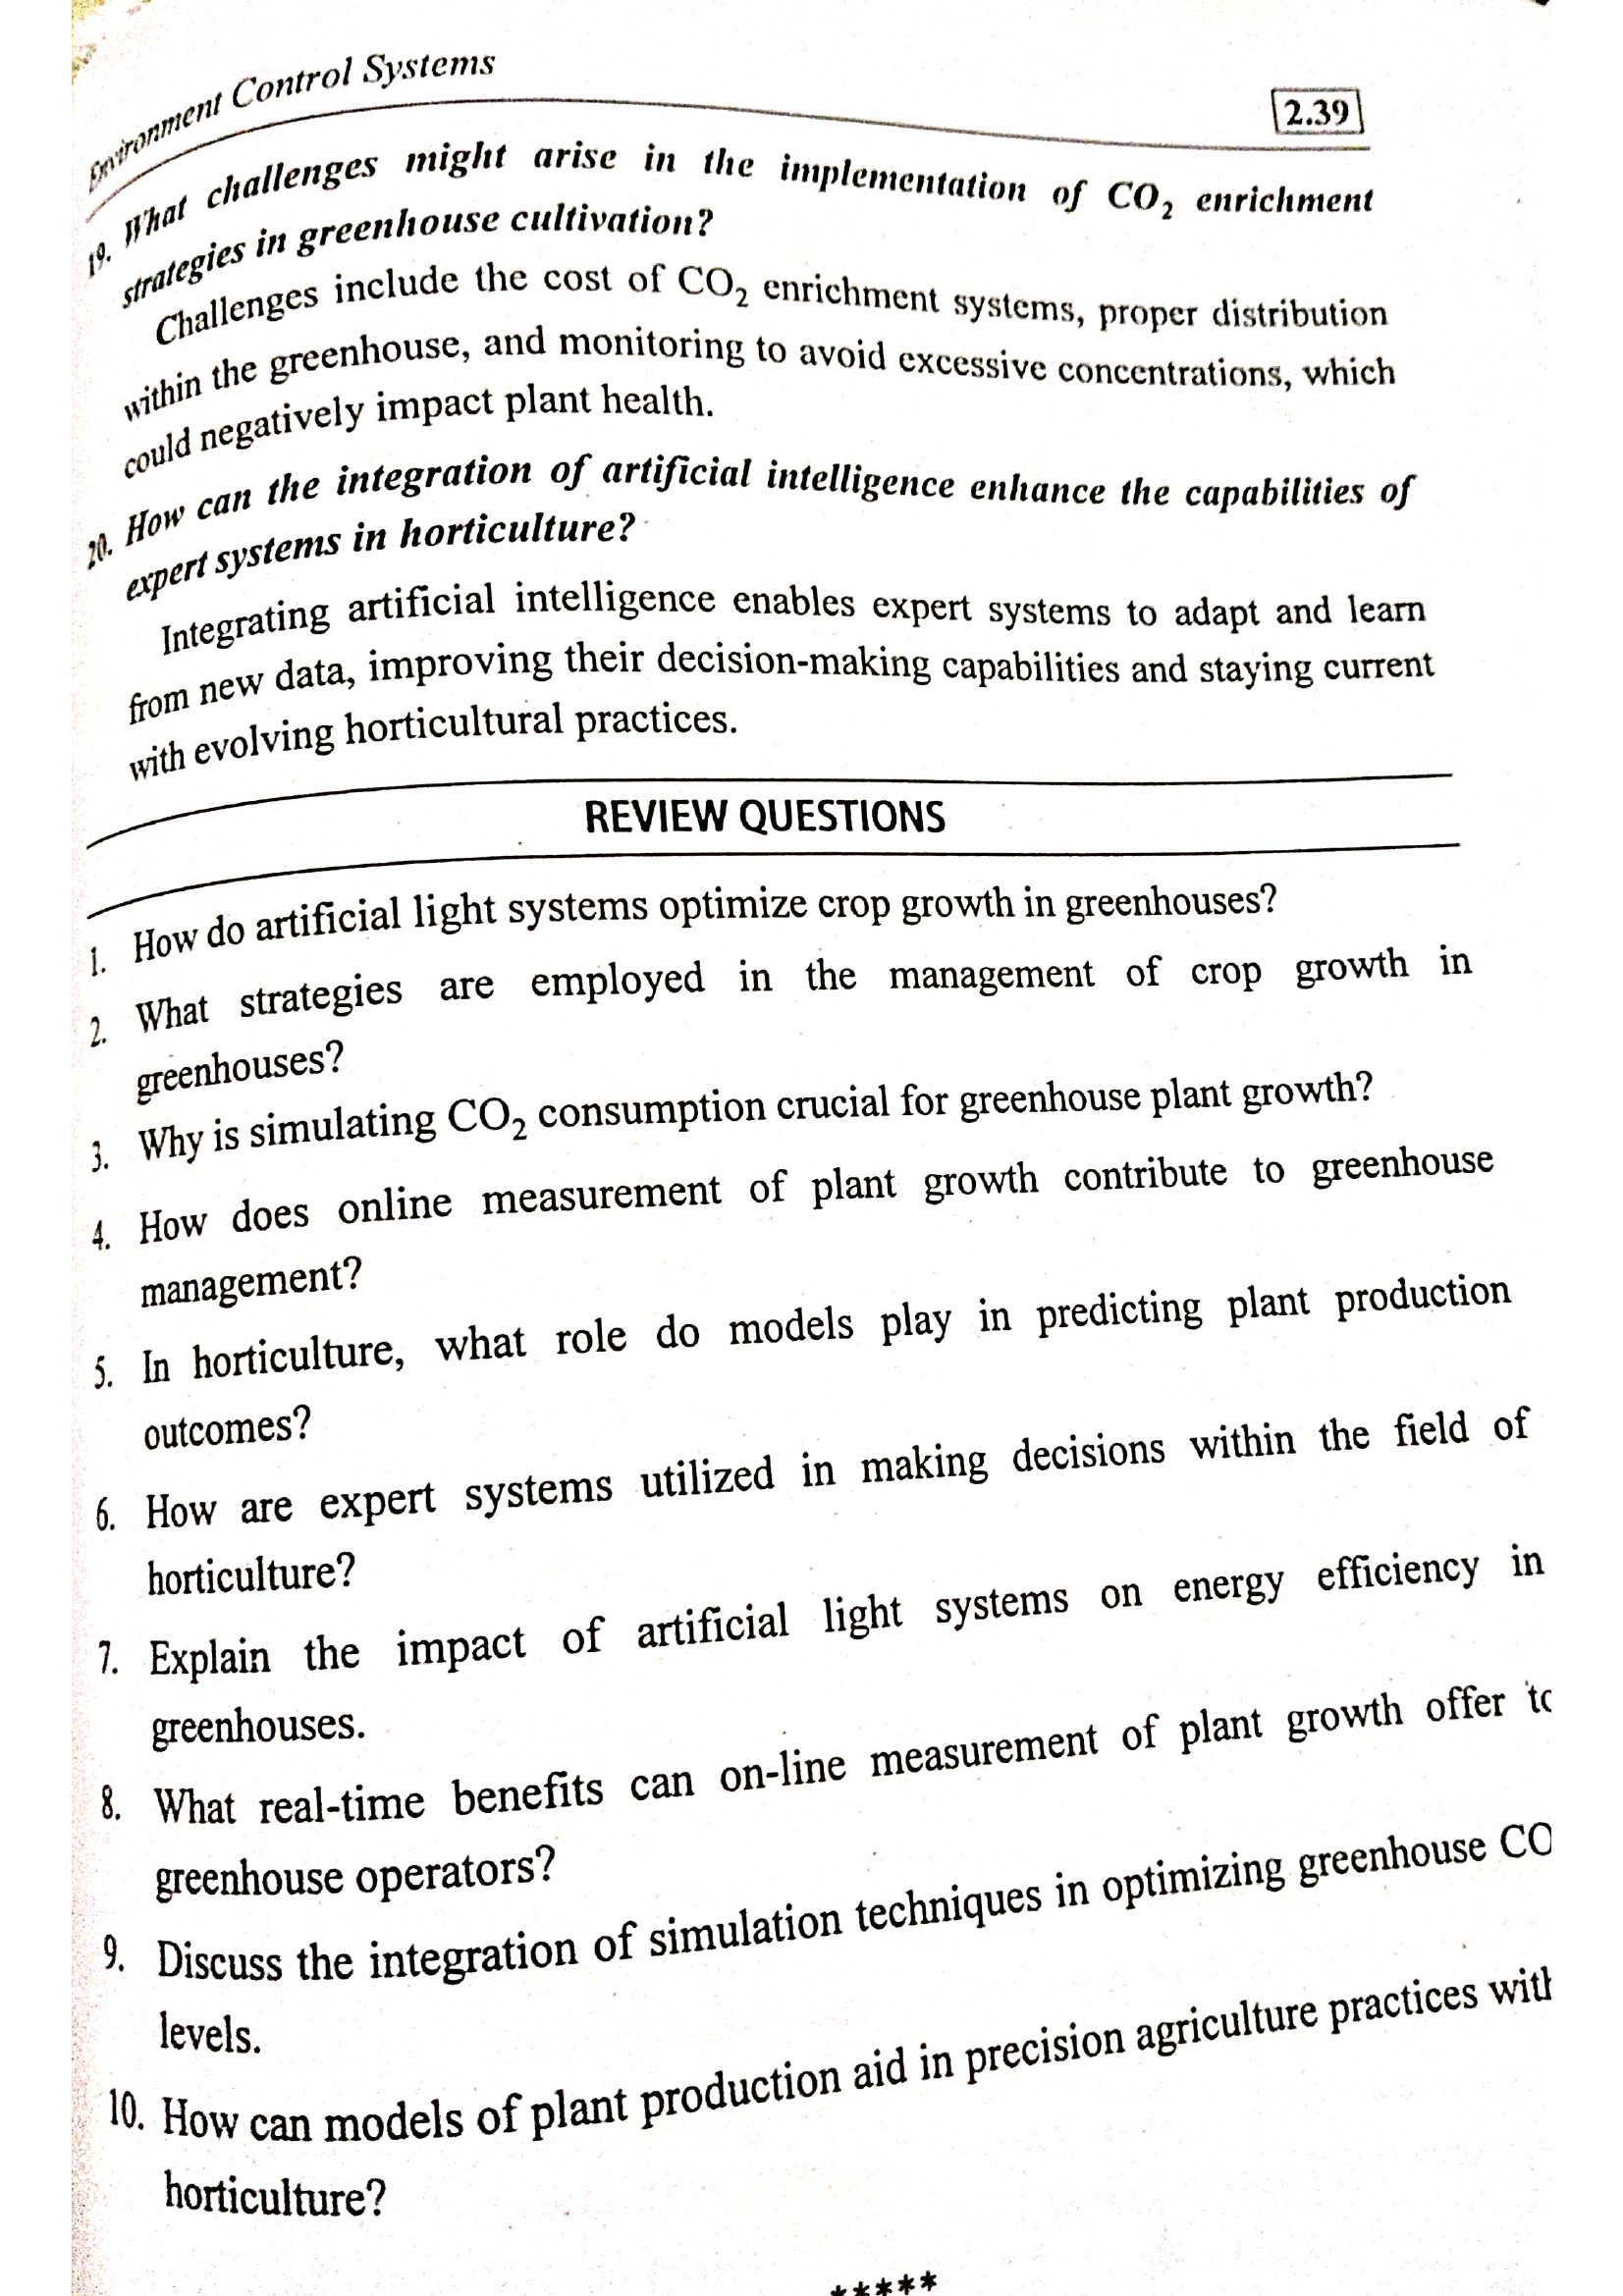 Environment Control Systems
2.39
19. What challenges might arise in the implementation of CO₂ enrichment
strategies in greenhouse cultivation?
Challenges include the cost of CO₂ enrichment systems, proper distribution
within the greenhouse, and monitoring to avoid excessive concentrations, which
could negatively impact plant health.
20. How can the integration of artificial intelligence enhance the capabilities of
expert systems in horticulture?
Integrating artificial intelligence enables expert systems to adapt and learn
from new data, improving their decision-making capabilities and staying current
with evolving horticultural practices.
REVIEW QUESTIONS
1. How do artificial light systems optimize crop growth in greenhouses?
2. What strategies are employed in the management of crop growth in
greenhouses?
3. Why is simulating CO₂ consumption crucial for greenhouse plant growth?
4. How does online measurement of plant growth contribute to greenhouse
management?
5. In horticulture, what role do models play in predicting plant production
outcomes?
6. How are expert systems utilized in making decisions within the field of
horticulture?
7. Explain the impact of artificial light systems on energy efficiency in
greenhouses.
8. What real-time benefits can on-line measurement of plant growth offer to
greenhouse operators?
9. Discuss the integration of simulation techniques in optimizing greenhouse CO
levels.
10. How can models of plant production aid in precision agriculture practices with
horticulture?
*****